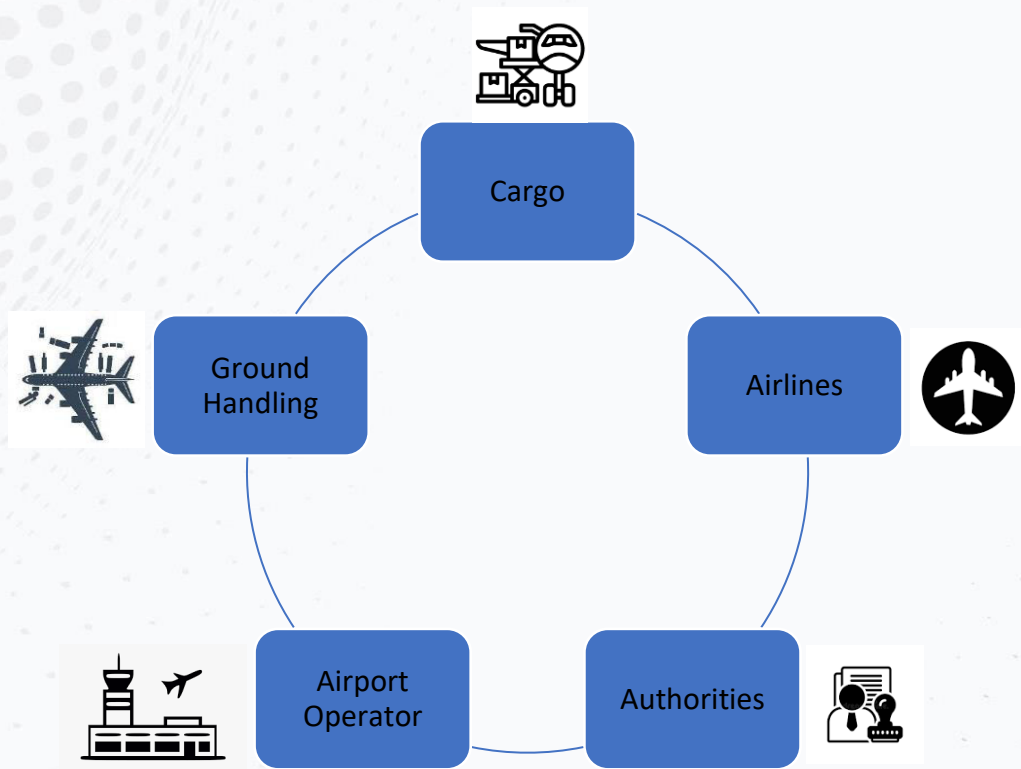 Cargo
Ground
Handling
Airlines
Airport
Operator
Authorities